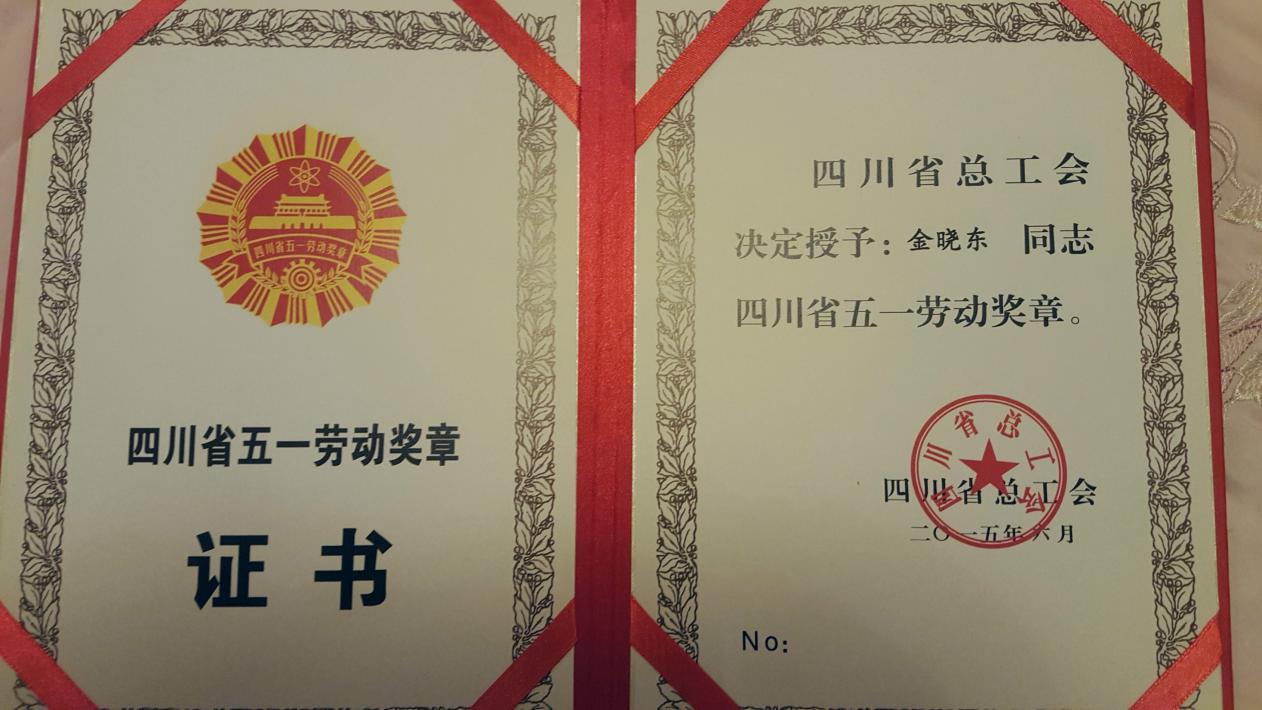 四川省五一劳动奖章
四川省五一劳动奖章
证书
四川省总工会
决定授予：金晓东 同志
四川省五一劳动奖章。
四川省总工会
四川省总工会
二〇一五年六月
No: